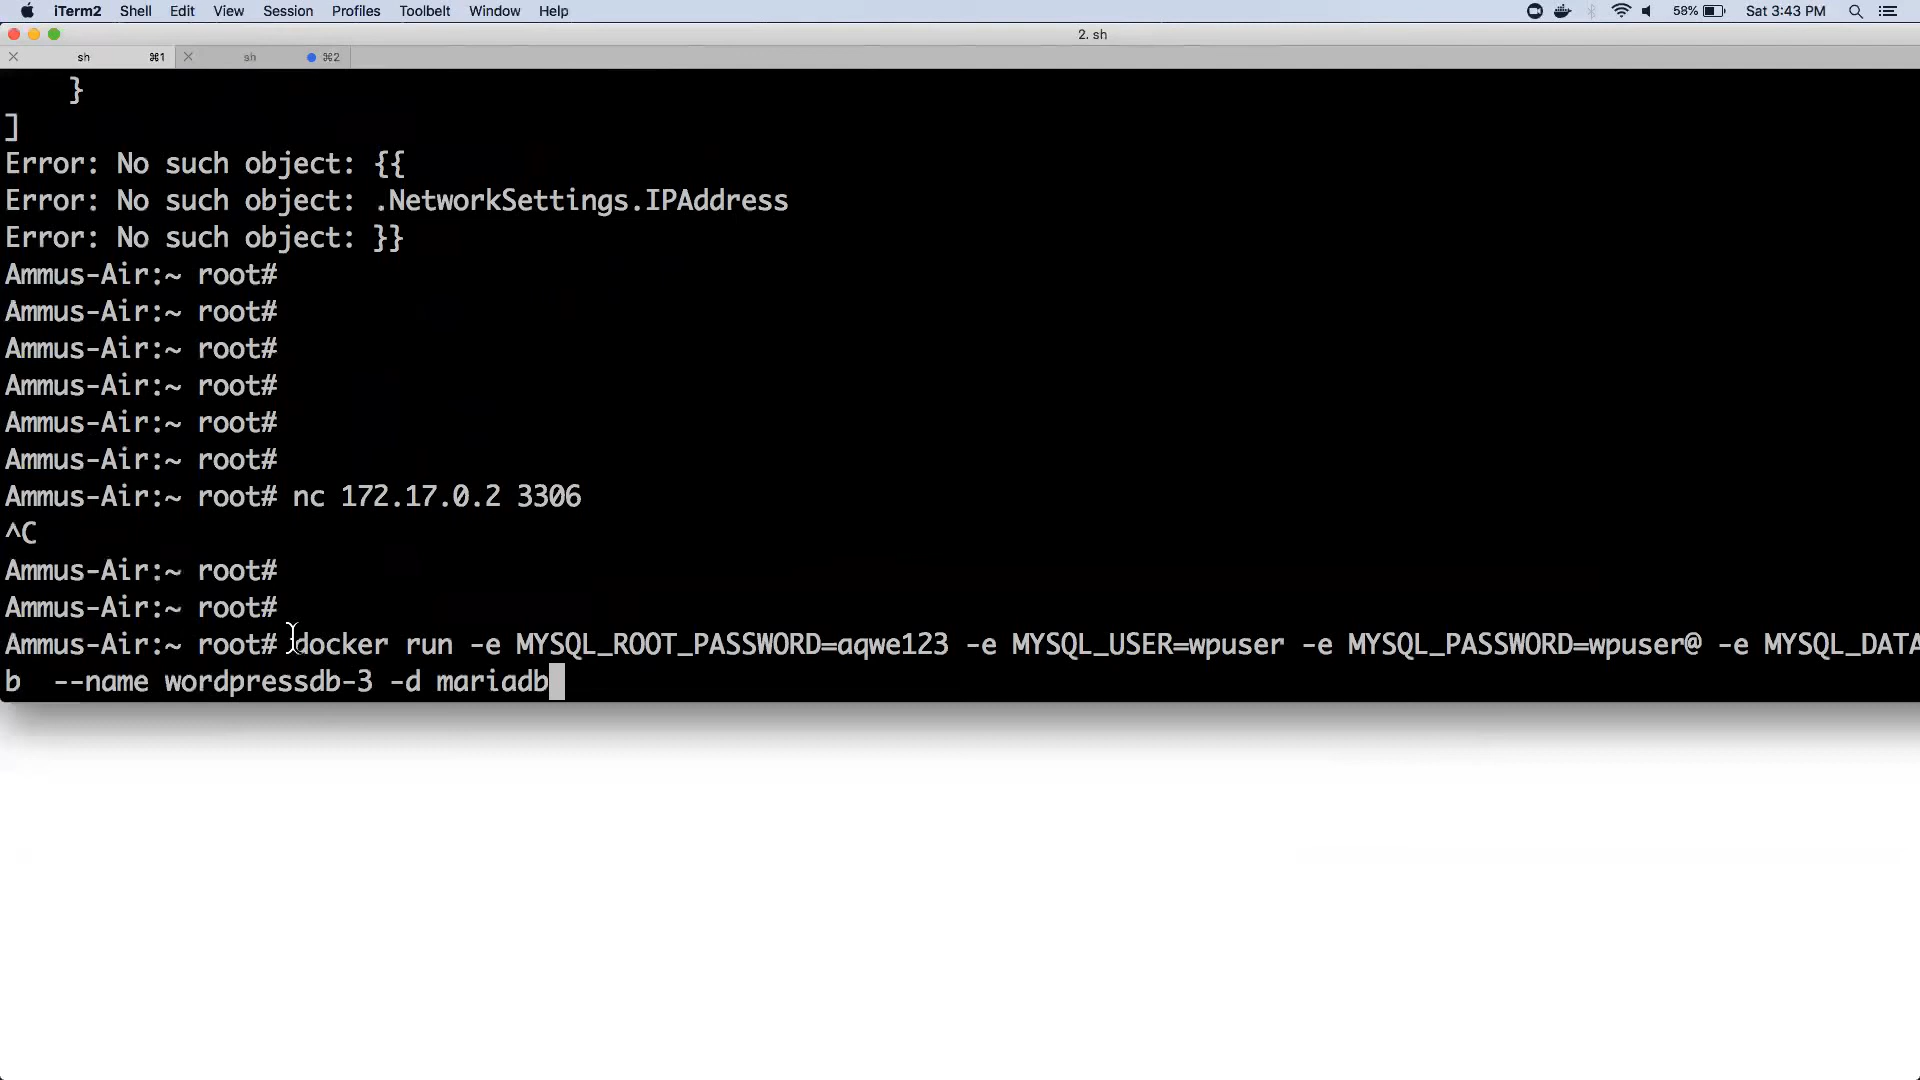 iTerm2 Shell Edit View Session Profiles Toolbelt Window Help 58% Sat 3:43 PM
2. sh
sh ⌘1 sh ⌘2
}
]
Error: No such object: {{
Error: No such object: .NetworkSettings.IPAddress
Error: No such object: }}
Ammus-Air:~ root#
Ammus-Air:~ root#
Ammus-Air:~ root#
Ammus-Air:~ root#
Ammus-Air:~ root#
Ammus-Air:~ root#
Ammus-Air:~ root# nc 172.17.0.2 3306
^C
Ammus-Air:~ root#
Ammus-Air:~ root#
Ammus-Air:~ root# docker run -e MYSQL_ROOT_PASSWORD=aqwe123 -e MYSQL_USER=wpuser -e MYSQL_PASSWORD=wpuser@ -e MYSQL_DATA
b --name wordpressdb-3 -d mariadb